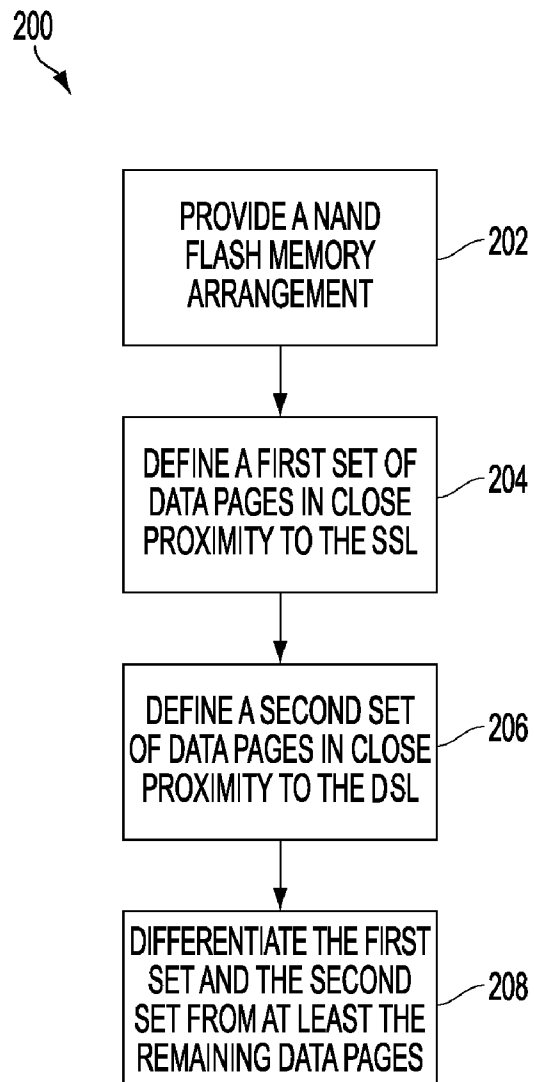 200
PROVIDE A NAND
FLASH MEMORY
ARRANGEMENT
202
DEFINE A FIRST SET OF
DATA PAGES IN CLOSE
PROXIMITY TO THE SSL
204
DEFINE A SECOND SET
OF DATA PAGES IN CLOSE
PROXIMITY TO THE DSL
206
DIFFERENTIATE THE FIRST
SET AND THE SECOND
SET FROM AT LEAST THE
REMAINING DATA PAGES
208